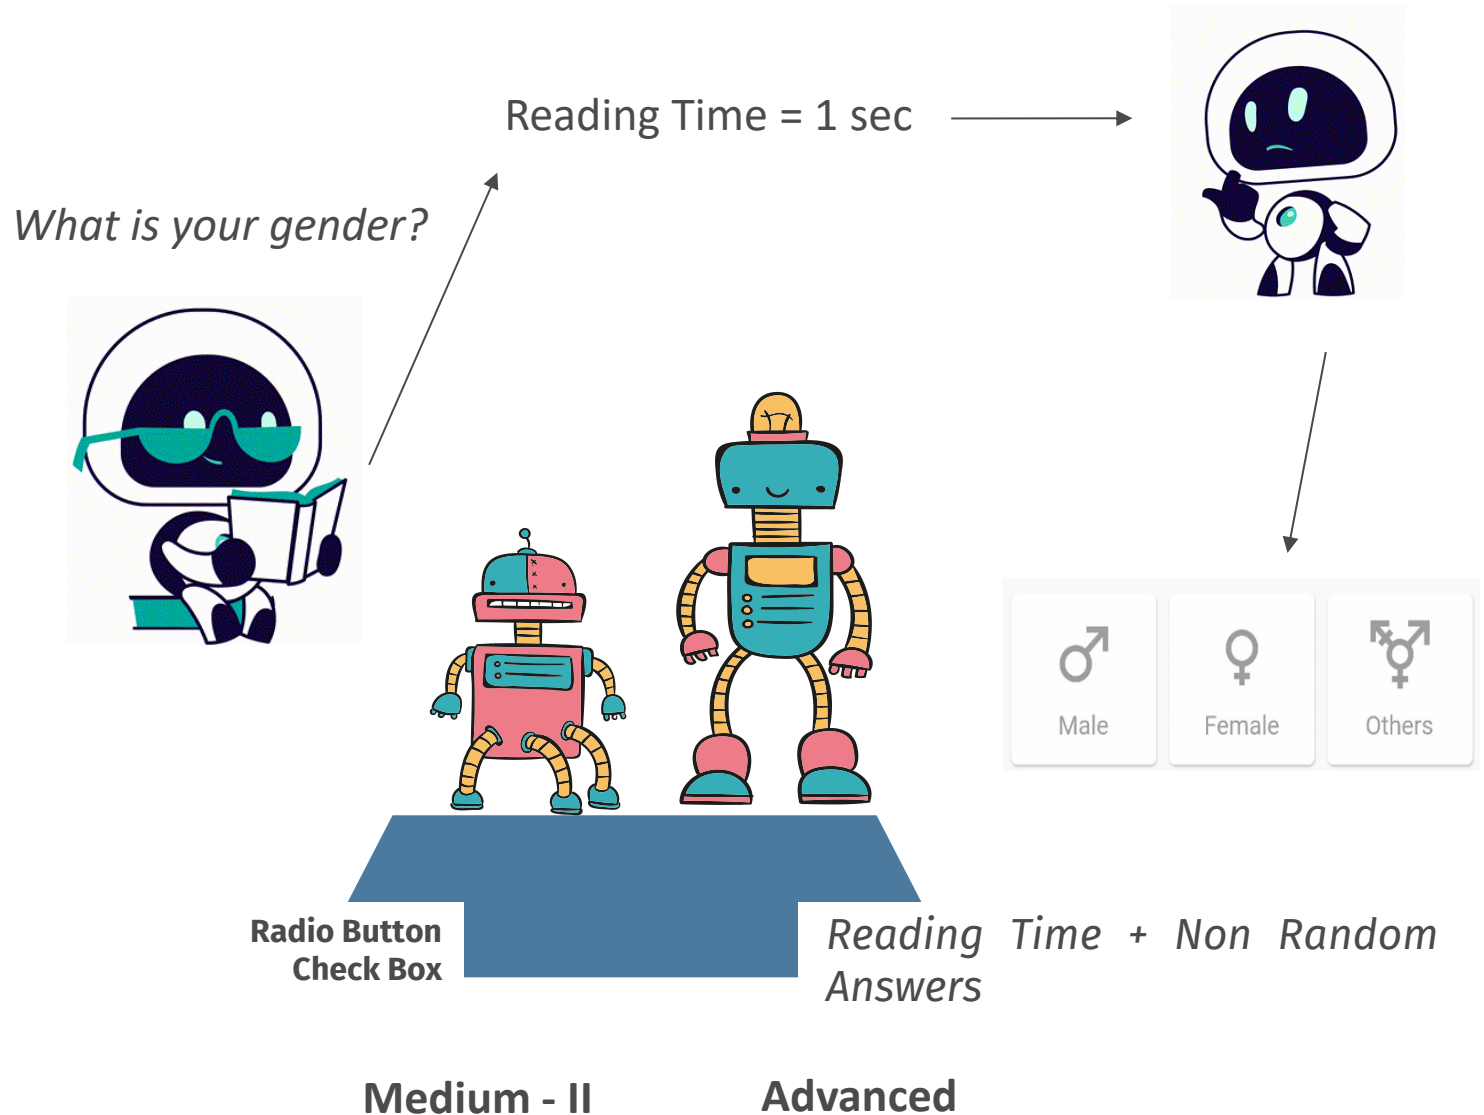 Reading Time = 1 sec
What is your gender?
Male
Female
Others
Radio Button
Check Box
Reading Time + Non Random
Answers
Medium - II
Advanced